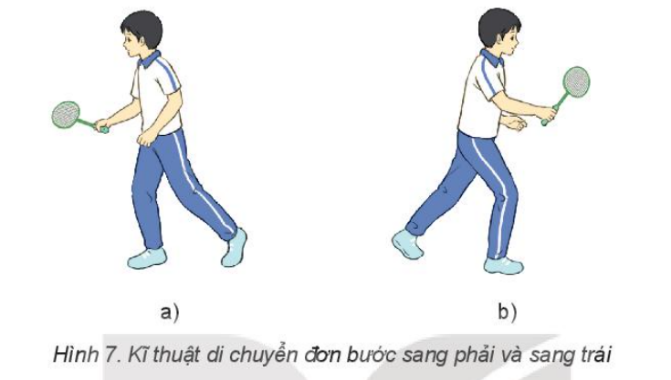 a) b)
Hình 7. Kĩ thuật di chuyển đơn bước sang phải và sang trái